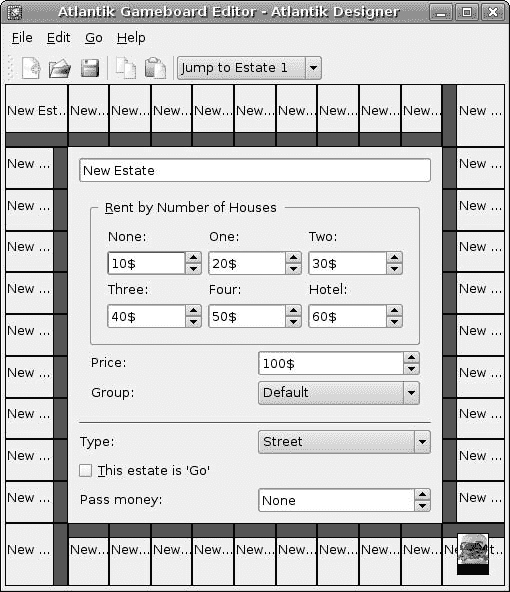 Atlantik Gameboard Editor - Atlantik Designer
File Edit Go Help
Jump to Estate 1
New Est... New... New... New... New... New... New... New... New... New... New ...
New ... New ...
New Estate
New ... New ...
Rent by Number of Houses
None: One: Two:
New ... New ...
10$ 20$ 30$
New ... New ...
Three: Four: Hotel:
40$ 50$ 60$
New ... New ...
Price: 100$
New ... New ...
Group: Default
New ... New ...
Type: Street
New ... New ...
This estate is 'Go'
New ... New ...
Pass money: None
New ... New... New... New... New... New... New... New... New... New...